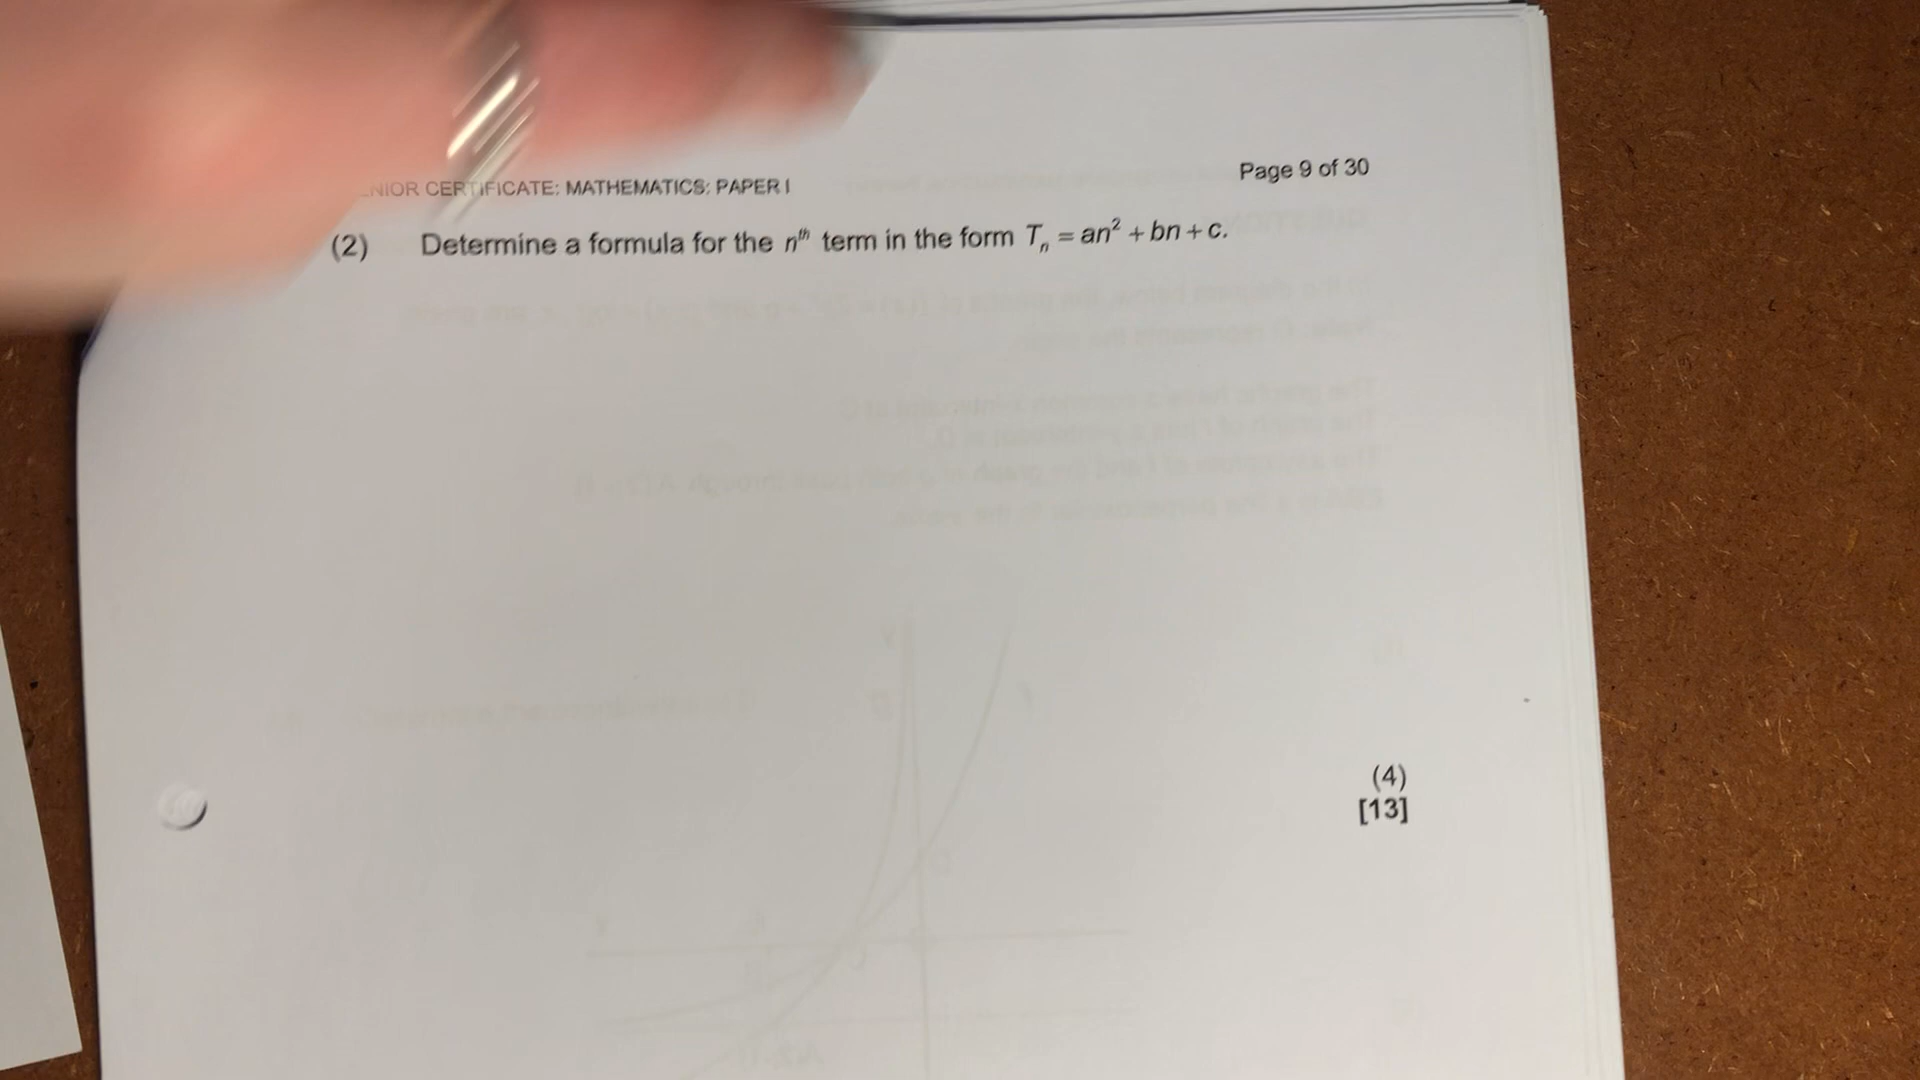 CERTIFICATE: MATHEMATICS: PAPER I
Page 9 of 30
(2) Determine a formula for the nᵗʰ term in the form Tₙ = an² + bn + c.
(4)
[13]